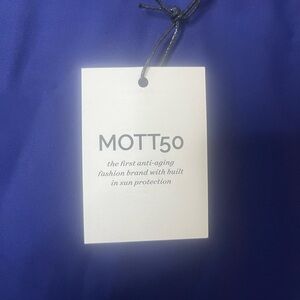 MOTT50
the first anti-aging
fashion brand with built
in sun protection